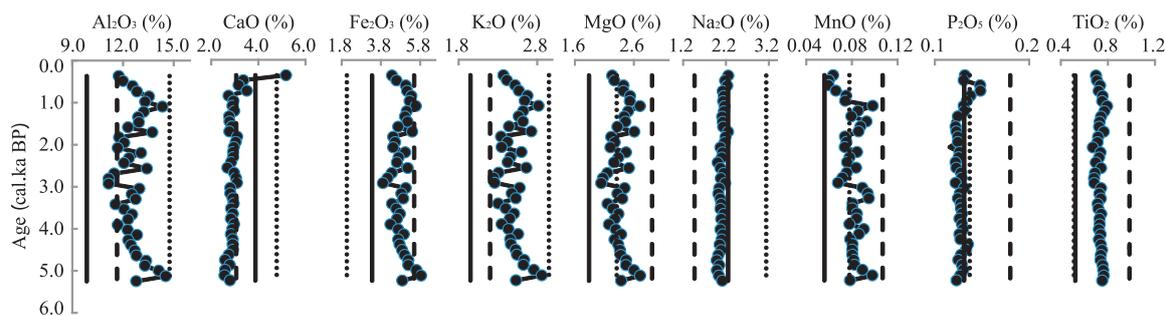 Al₂O₃ (%) CaO (%) Fe₂O₃ (%) K₂O (%) MgO (%) Na₂O (%) MnO (%) P₂O₅ (%) TiO₂ (%)
9.0 12.0 15.0 2.0 4.0 6.0 1.8 3.8 5.8 1.8 2.8 1.6 2.6 1.2 2.2 3.2 0.04 0.08 0.12 0.1 0.2 0.4 0.8 1.2
0.0
1.0
2.0
3.0
4.0
5.0
6.0
Age (cal.ka BP)